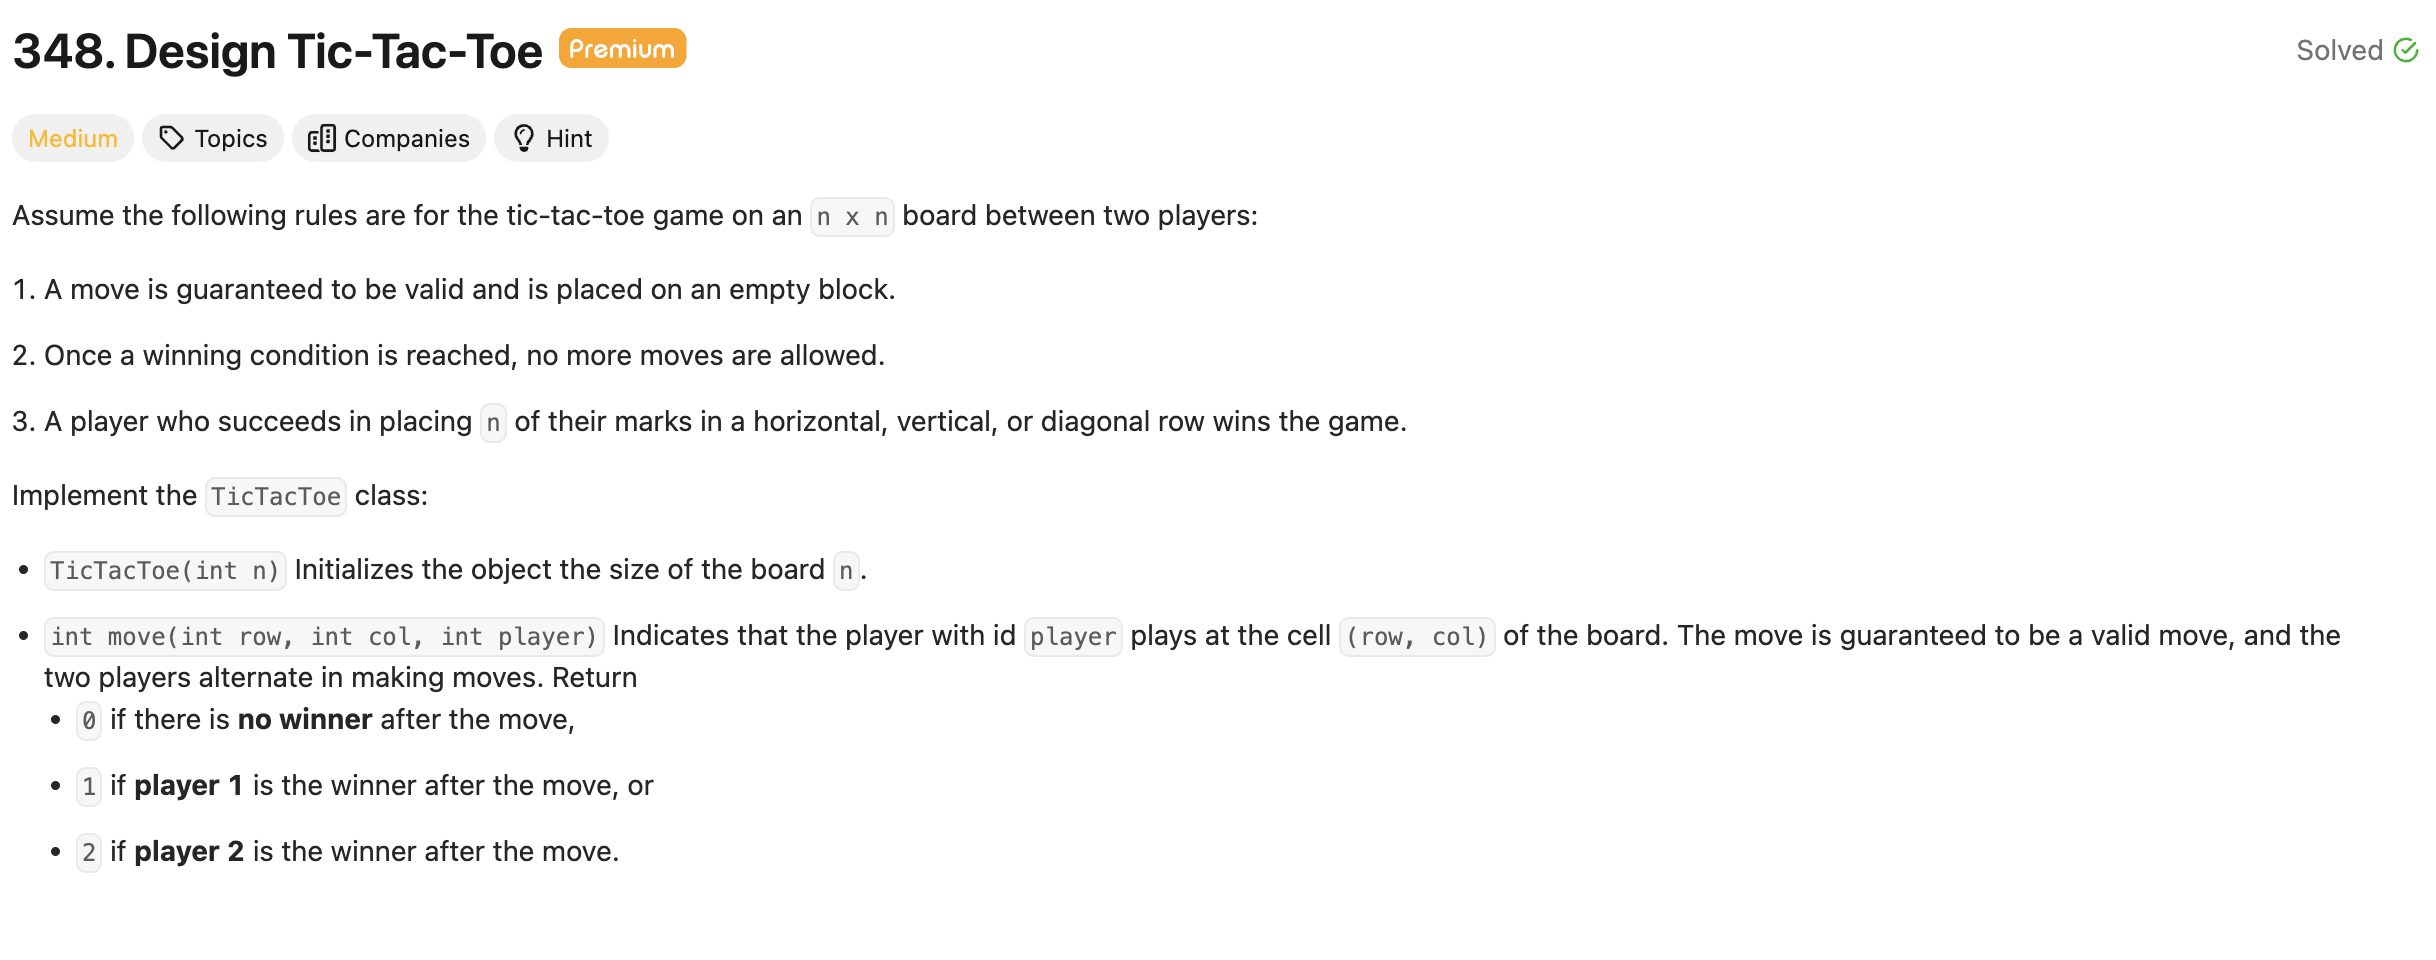 348. Design Tic-Tac-Toe Premium Solved
Medium Topics Companies Hint
Assume the following rules are for the tic-tac-toe game on an n x n board between two players:
1. A move is guaranteed to be valid and is placed on an empty block.
2. Once a winning condition is reached, no more moves are allowed.
3. A player who succeeds in placing n of their marks in a horizontal, vertical, or diagonal row wins the game.
Implement the TicTacToe class:
• TicTacToe(int n) Initializes the object the size of the board n.
• int move(int row, int col, int player) Indicates that the player with id player plays at the cell (row, col) of the board. The move is guaranteed to be a valid move, and the
two players alternate in making moves. Return
• 0 if there is no winner after the move,
• 1 if player 1 is the winner after the move, or
• 2 if player 2 is the winner after the move.